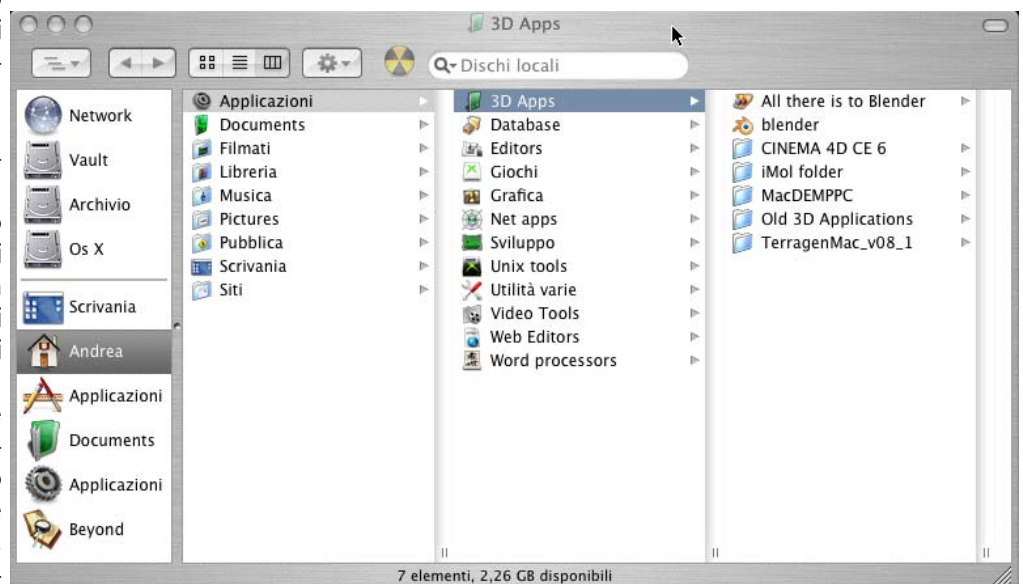 3D Apps
Dischi locali
Network
Vault
Archivio
Os X
Scrivania
Andrea
Applicazioni
Documents
Applicazioni
Beyond
Applicazioni
Documents
Filmati
Libreria
Musica
Pictures
Pubblica
Scrivania
Siti
3D Apps
Database
Editors
Giochi
Grafica
Net apps
Sviluppo
Unix tools
Utilità varie
Video Tools
Web Editors
Word processors
All there is to Blender
blender
CINEMA 4D CE 6
iMol folder
MacDEMPPC
Old 3D Applications
TerragenMac_v08_1
7 elementi, 2,26 GB disponibili